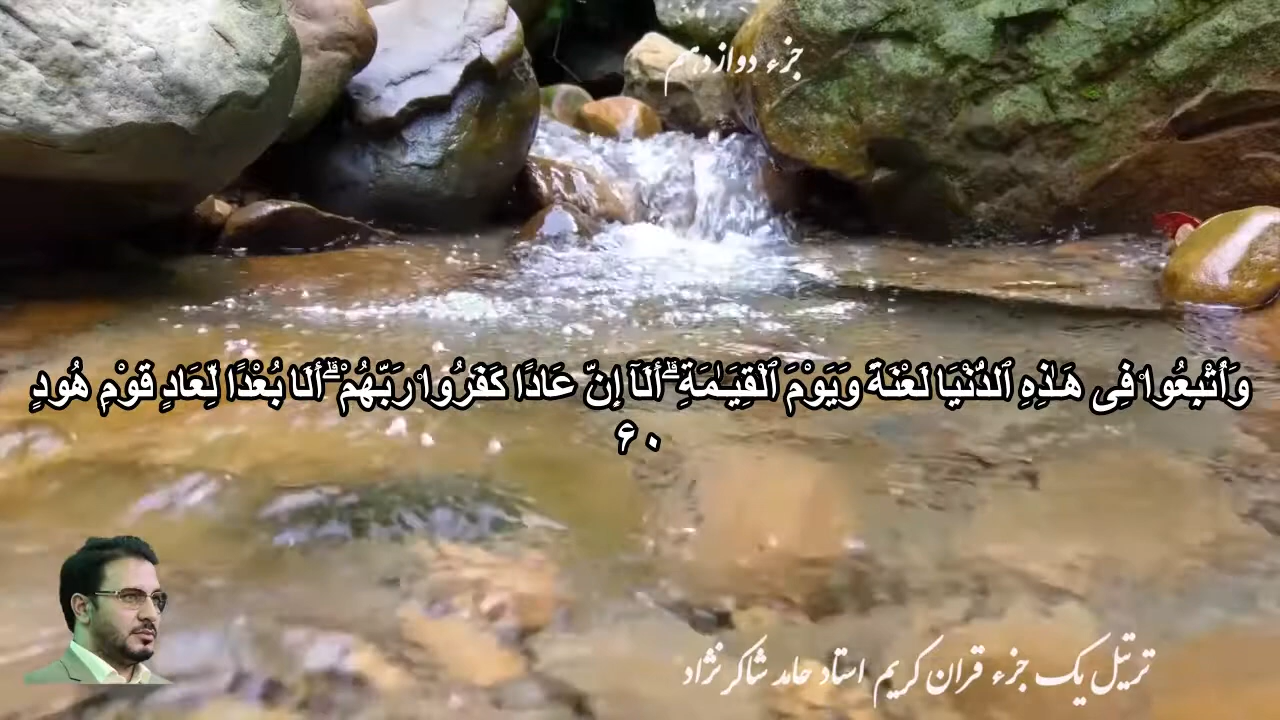 جزء دوازدهم
وَأُتْبِعُوا۟ فِى هَـٰذِهِ ٱلدُّنْيَا لَعْنَةً وَيَوْمَ ٱلْقِيَـٰمَةِ ۗ أَلَآ إِنَّ عَادًا كَفَرُوا۟ رَبَّهُمْ ۗ أَلَا بُعْدًا لِّعَادٍ قَوْمِ هُودٍ
۶۰
ترتیل یک جزء قران کریم استاد حامد شاکرنژاد